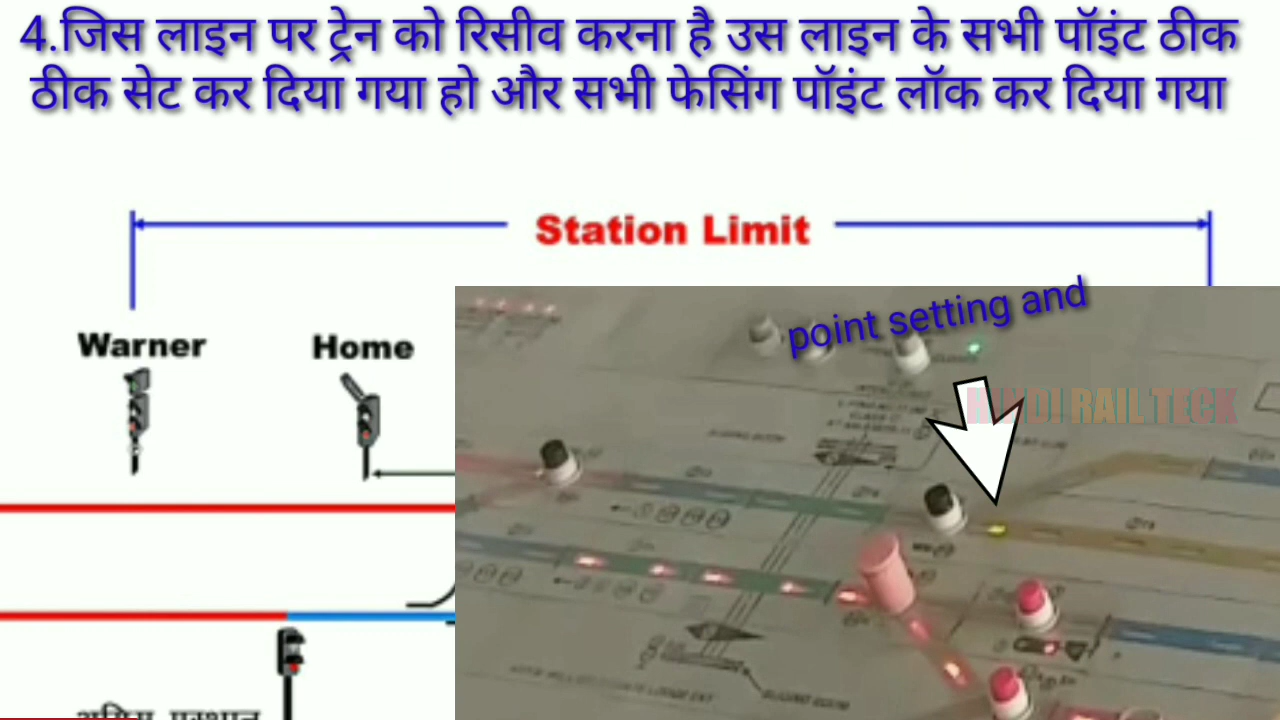 4.जिस लाइन पर ट्रेन को रिसीव करना है उस लाइन के सभी पॉइंट ठीक
ठीक सेट कर दिया गया हो और सभी फेसिंग पॉइंट लॉक कर दिया गया
Station Limit
point setting and
Warner
Home
HINDI RAIL TECK